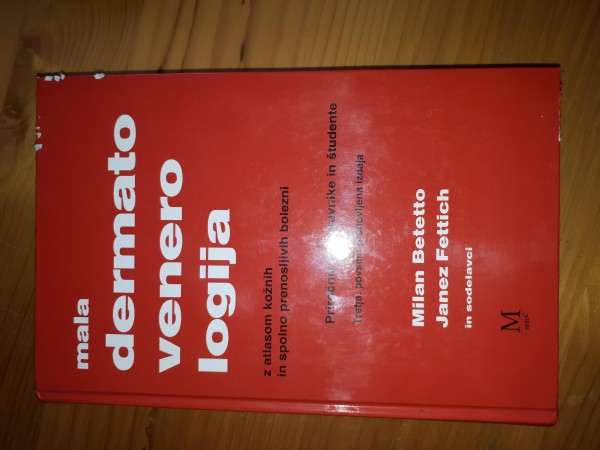 mala
dermato
venero
logija
z atlasom kožnih
in spolno prenosljivih bolezni
in študente
Tretja, povsem prenovljena izdaja
Milan Betetto
Janez Fettich
in sodelavci
M